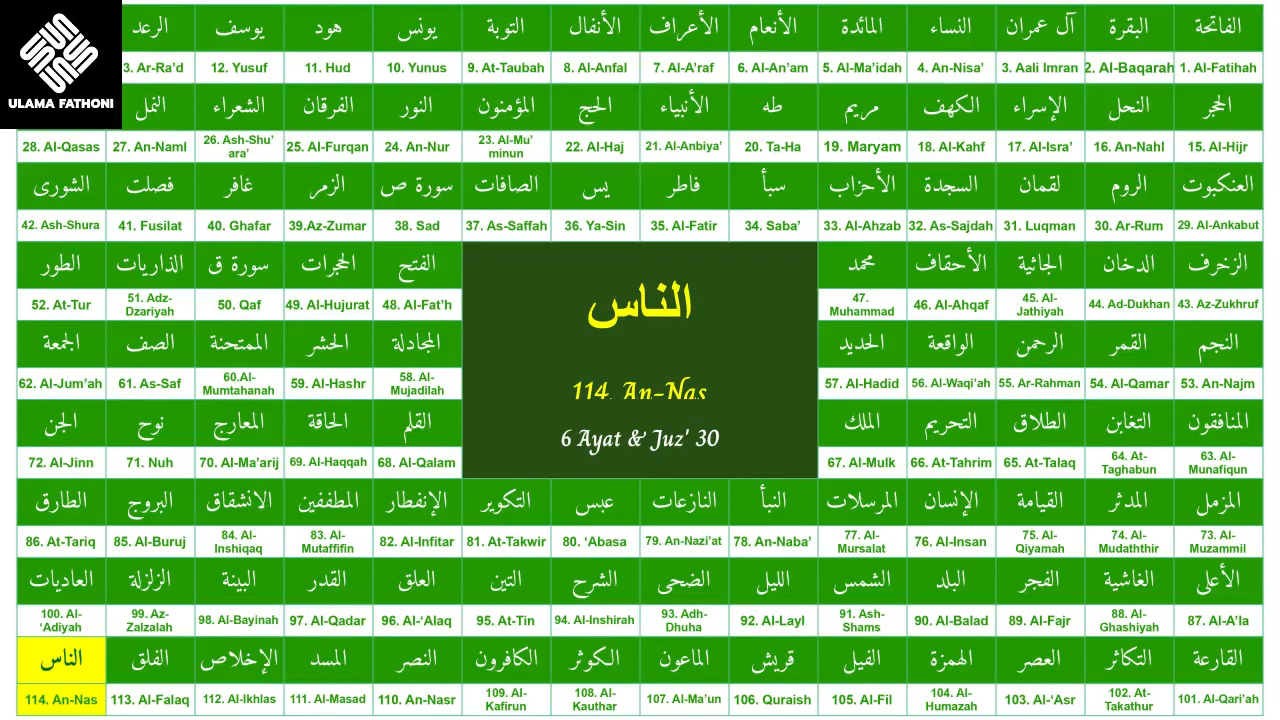 الفاتحة البقرة آل عمران النساء المائدة الأنعام الأعراف الأنفال التوبة يونس هود يوسف الرعد
ULAMA FATHONI
3. Ar-Ra’d 12. Yusuf 11. Hud 10. Yunus 9. At-Taubah 8. Al-Anfal 7. Al-A’raf 6. Al-An’am 5. Al-Ma’idah 4. An-Nisa’ 3. Aali Imran 2. Al-Baqarah 1. Al-Fatihah
الحجر النحل الإسراء الكهف مريم طه الأنبياء الحج المؤمنون النور الفرقان الشعراء النمل
28. Al-Qasas 27. An-Naml 26. Ash-Shu’ara’ 25. Al-Furqan 24. An-Nur 23. Al-Mu’minun 22. Al-Haj 21. Al-Anbiya’ 20. Ta-Ha 19. Maryam 18. Al-Kahf 17. Al-Isra’ 16. An-Nahl 15. Al-Hijr
العنكبوت الروم لقمان السجدة الأحزاب سبأ فاطر يس الصافات سورة ص الزمر غافر فصلت الشورى
42. Ash-Shura 41. Fusilat 40. Ghafar 39.Az-Zumar 38. Sad 37. As-Saffah 36. Ya-Sin 35. Al-Fatir 34. Saba’ 33. Al-Ahzab 32. As-Sajdah 31. Luqman 30. Ar-Rum 29. Al-Ankabut
الزخرف الدخان الجاثية الأحقاف محمد الفتح الحجرات سورة ق الذاريات الطور
52. At-Tur 51. Adz-Dzariyah 50. Qaf 49. Al-Hujurat 48. Al-Fat’h 47. Muhammad 46. Al-Ahqaf 45. Al-Jathiyah 44. Ad-Dukhan 43. Az-Zukhruf
الناس
114. An-Nas
6 Ayat & Juz' 30
النجم القمر الرحمن الواقعة الحديد المجادلة الحشر الممتحنة الصف الجمعة
62. Al-Jum’ah 61. As-Saf 60.Al-Mumtahanah 59. Al-Hashr 58. Al-Mujadilah 57. Al-Hadid 56. Al-Waqi’ah 55. Ar-Rahman 54. Al-Qamar 53. An-Najm
المنافقون التغابن الطلاق التحريم الملك القلم الحاقة المعارج نوح الجن
72. Al-Jinn 71. Nuh 70. Al-Ma’arij 69. Al-Haqqah 68. Al-Qalam 67. Al-Mulk 66. At-Tahrim 65. At-Talaq 64. At-Taghabun 63. Al-Munafiqun
المزمل المدثر القيامة الإنسان المرسلات النبأ النازعات عبس التكوير الإنفطار المطففين الانشقاق البروج الطارق
86. At-Tariq 85. Al-Buruj 84. Al-Inshiqaq 83. Al-Mutaffifin 82. Al-Infitar 81. At-Takwir 80. ‘Abasa 79. An-Nazi’at 78. An-Naba’ 77. Al-Mursalat 76. Al-Insan 75. Al-Qiyamah 74. Al-Mudaththir 73. Al-Muzammil
الأعلى الغاشية الفجر البلد الشمس الليل الضحى الشرح التين العلق القدر البينة الزلزلة العاديات
100. Al-‘Adiyah 99. Az-Zalzalah 98. Al-Bayinah 97. Al-Qadar 96. Al-‘Alaq 95. At-Tin 94. Al-Inshirah 93. Adh-Dhuha 92. Al-Layl 91. Ash-Shams 90. Al-Balad 89. Al-Fajr 88. Al-Ghashiyah 87. Al-A’la
القارعة التكاثر العصر الهمزة الفيل قريش الماعون الكوثر الكافرون النصر المسد الإخلاص الفلق الناس
114. An-Nas 113. Al-Falaq 112. Al-Ikhlas 111. Al-Masad 110. An-Nasr 109. Al-Kafirun 108. Al-Kauthar 107. Al-Ma’un 106. Quraish 105. Al-Fil 104. Al-Humazah 103. Al-‘Asr 102. At-Takathur 101. Al-Qari’ah